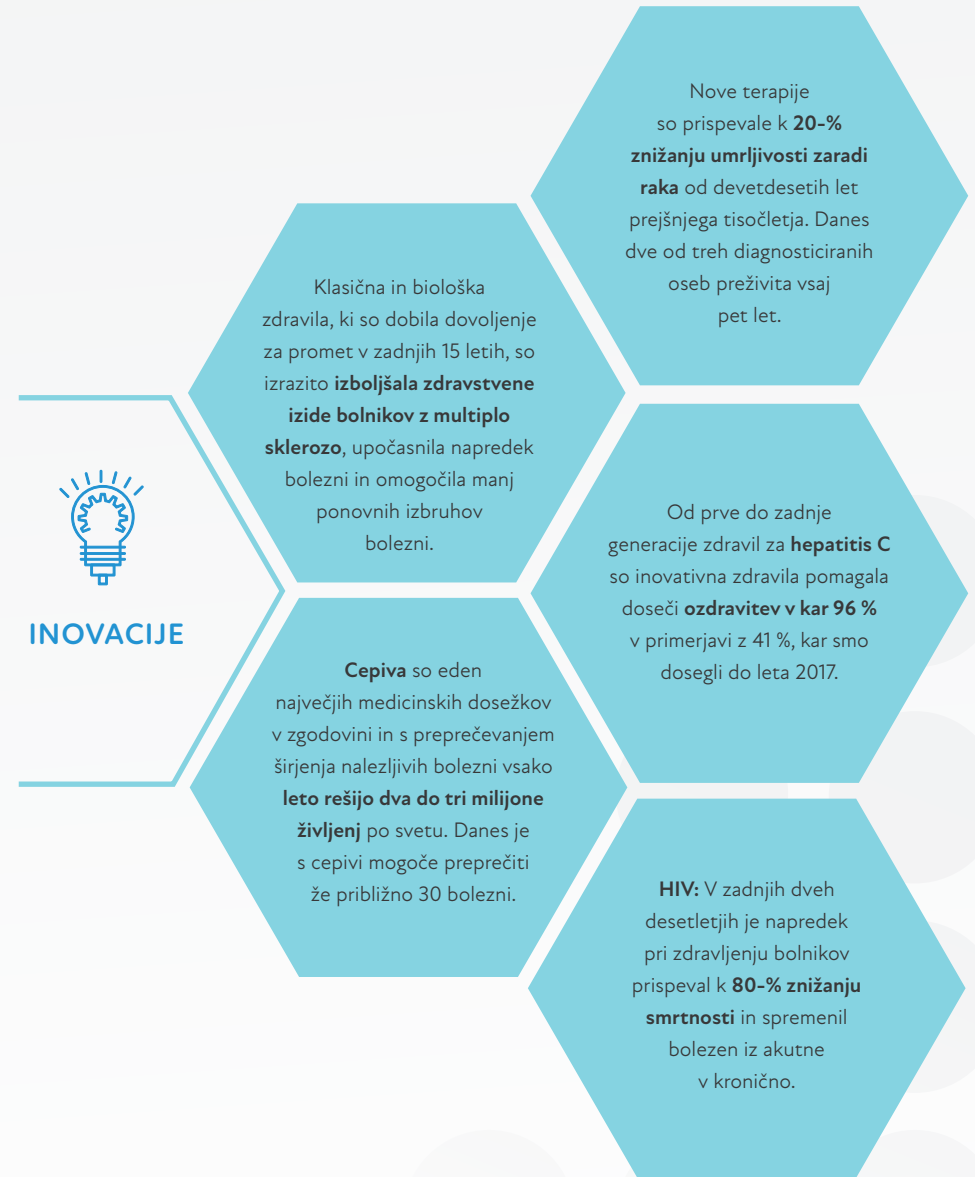 INOVACIJE
Klasična in biološka
zdravila, ki so dobila dovoljenje
za promet v zadnjih 15 letih, so
izrazito izboljšala zdravstvene
izide bolnikov z multiplo
sklerozo, upočasnila napredek
bolezni in omogočila manj
ponovnih izbruhov
bolezni.
Cepiva so eden
največjih medicinskih dosežkov
v zgodovini in s preprečevanjem
širjenja nalezljivih bolezni vsako
leto rešijo dva do tri milijone
življenj po svetu. Danes je
s cepivi mogoče preprečiti
že približno 30 bolezni.
Nove terapije
so prispevale k 20-%
znižanju umrljivosti zaradi
raka od devetdesetih let
prejšnjega tisočletja. Danes
dve od treh diagnosticiranih
oseb preživita vsaj
pet let.
Od prve do zadnje
generacije zdravil za hepatitis C
so inovativna zdravila pomagala
doseči ozdravitev v kar 96 %
v primerjavi z 41 %, kar smo
dosegli do leta 2017.
HIV: V zadnjih dveh
desetletjih je napredek
pri zdravljenju bolnikov
prispeval k 80-% znižanju
smrtnosti in spremenil
bolezen iz akutne
v kronično.